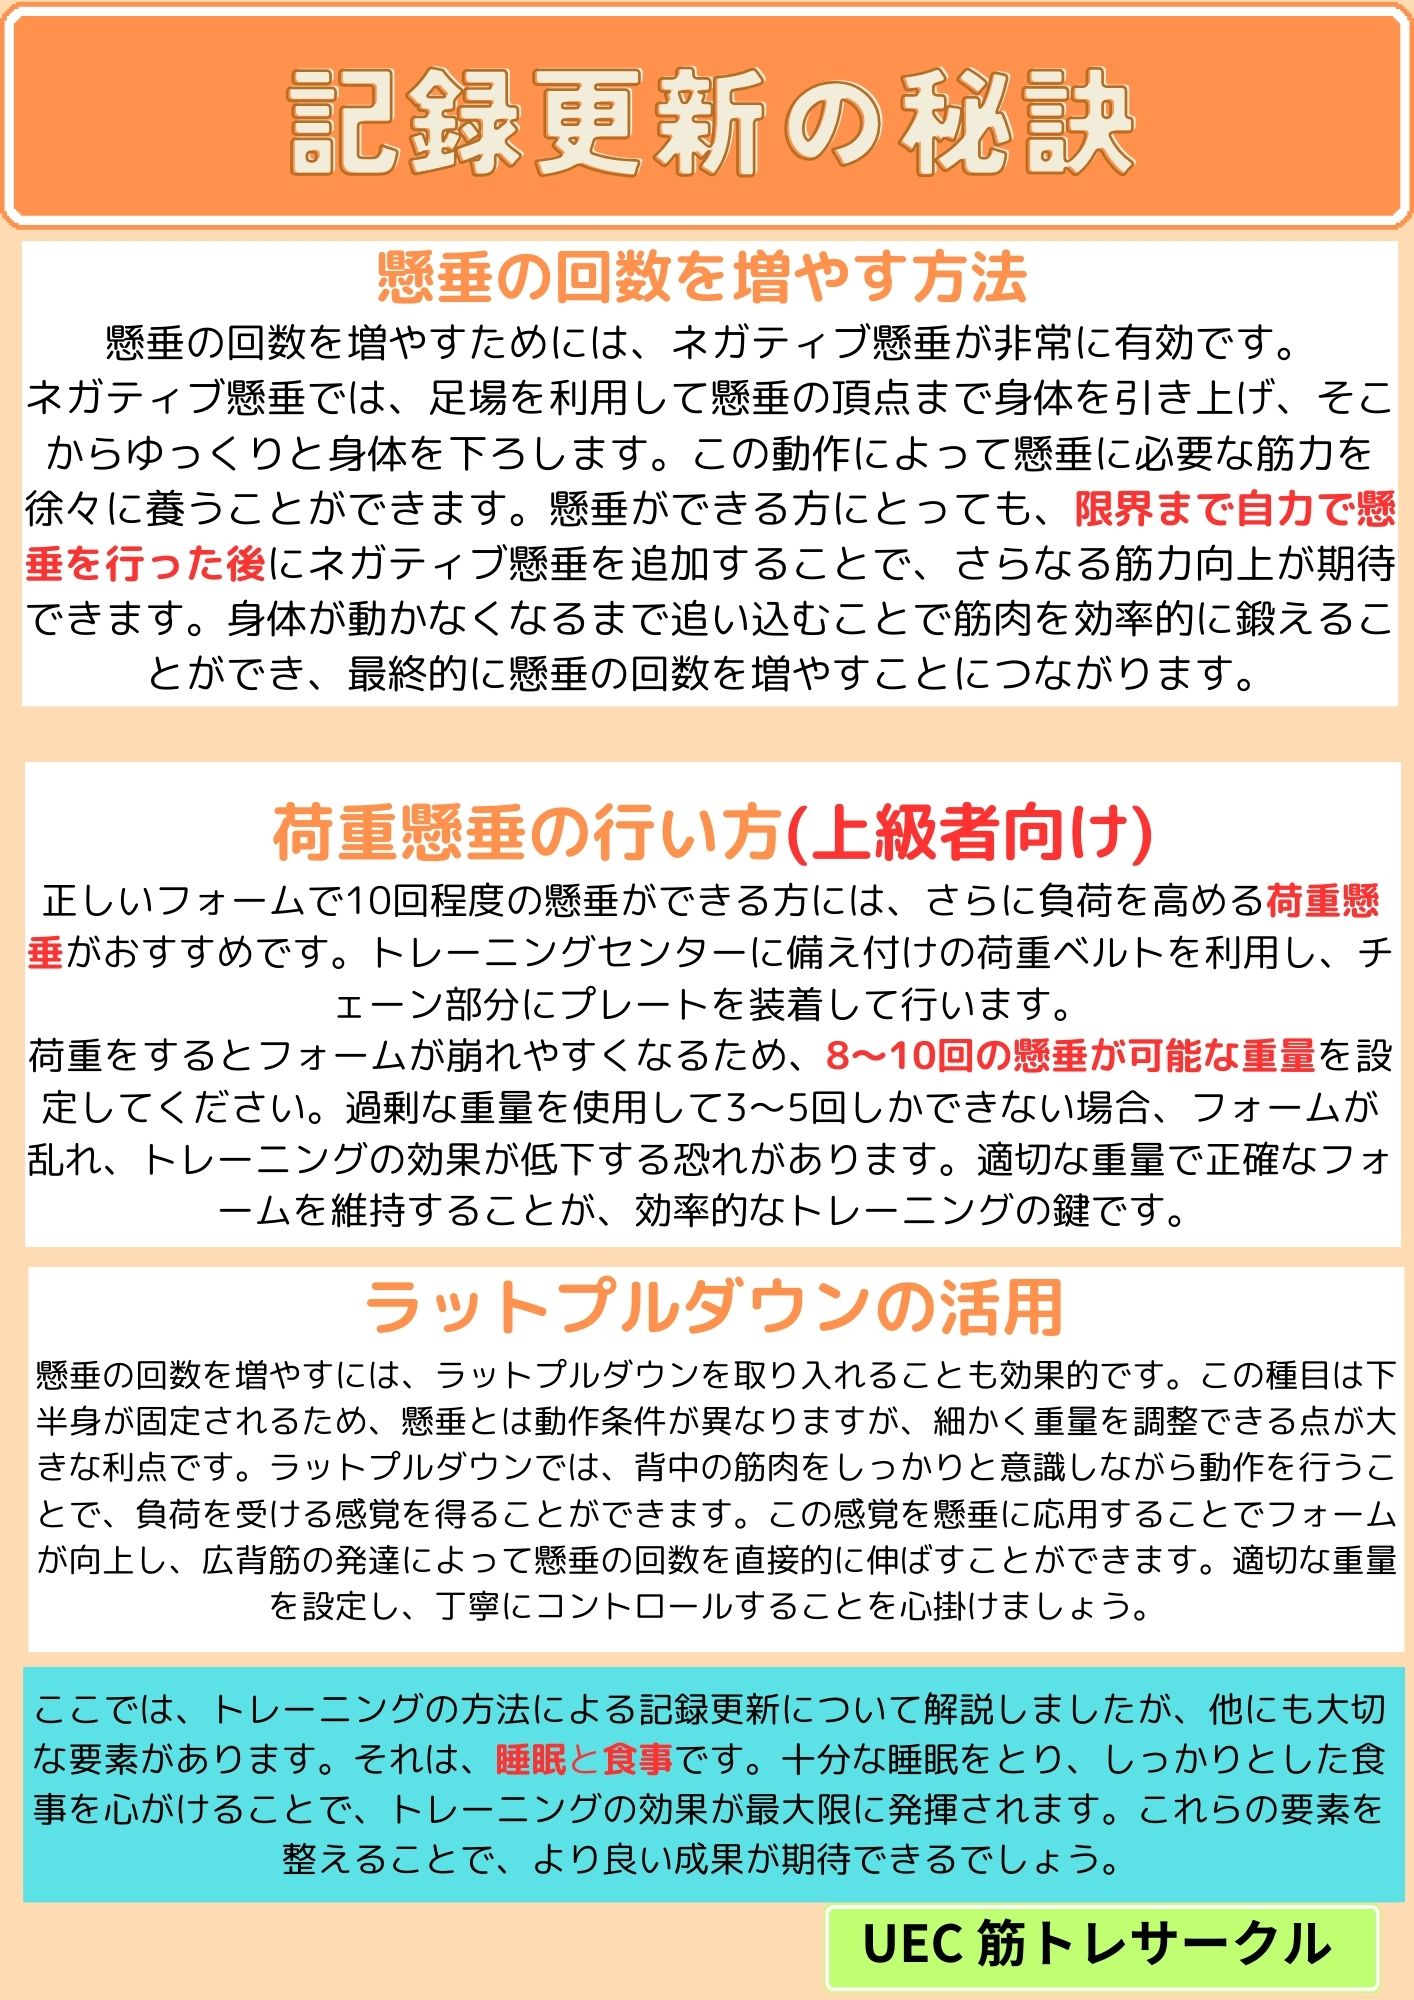 記録更新の秘訣
懸垂の回数を増やす方法
懸垂の回数を増やすためには、ネガティブ懸垂が非常に有効です。
ネガティブ懸垂では、足場を利用して懸垂の頂点まで身体を引き上げ、そこ
からゆっくりと身体を下ろします。この動作によって懸垂に必要な筋力を
徐々に養うことができます。懸垂ができる方にとっても、限界まで自力で懸
垂を行った後にネガティブ懸垂を追加することで、さらなる筋力向上が期待
できます。身体が動かなくなるまで追い込むことで筋肉を効率的に鍛えるこ
とができ、最終的に懸垂の回数を増やすことにつながります。
荷重懸垂の行い方(上級者向け)
正しいフォームで10回程度の懸垂ができる方には、さらに負荷を高める荷重懸
垂がおすすめです。トレーニングセンターに備え付けの荷重ベルトを利用し、チ
ェーン部分にプレートを装着して行います。
荷重をするとフォームが崩れやすくなるため、8〜10回の懸垂が可能な重量を設
定してください。過剰な重量を使用して3〜5回しかできない場合、フォームが
乱れ、トレーニングの効果が低下する恐れがあります。適切な重量で正確なフォ
ームを維持することが、効率的なトレーニングの鍵です。
ラットプルダウンの活用
懸垂の回数を増やすには、ラットプルダウンを取り入れることも効果的です。この種目は下
半身が固定されるため、懸垂とは動作条件が異なりますが、細かく重量を調整できる点が大
きな利点です。ラットプルダウンでは、背中の筋肉をしっかりと意識しながら動作を行うこ
とで、負荷を受ける感覚を得ることができます。この感覚を懸垂に応用することでフォーム
が向上し、広背筋の発達によって懸垂の回数を直接的に伸ばすことができます。適切な重量
を設定し、丁寧にコントロールすることを心掛けましょう。
ここでは、トレーニングの方法による記録更新について解説しましたが、他にも大切
な要素があります。それは、睡眠と食事です。十分な睡眠をとり、しっかりとした食
事を心がけることで、トレーニングの効果が最大限に発揮されます。これらの要素を
整えることで、より良い成果が期待できるでしょう。
UEC 筋トレサークル